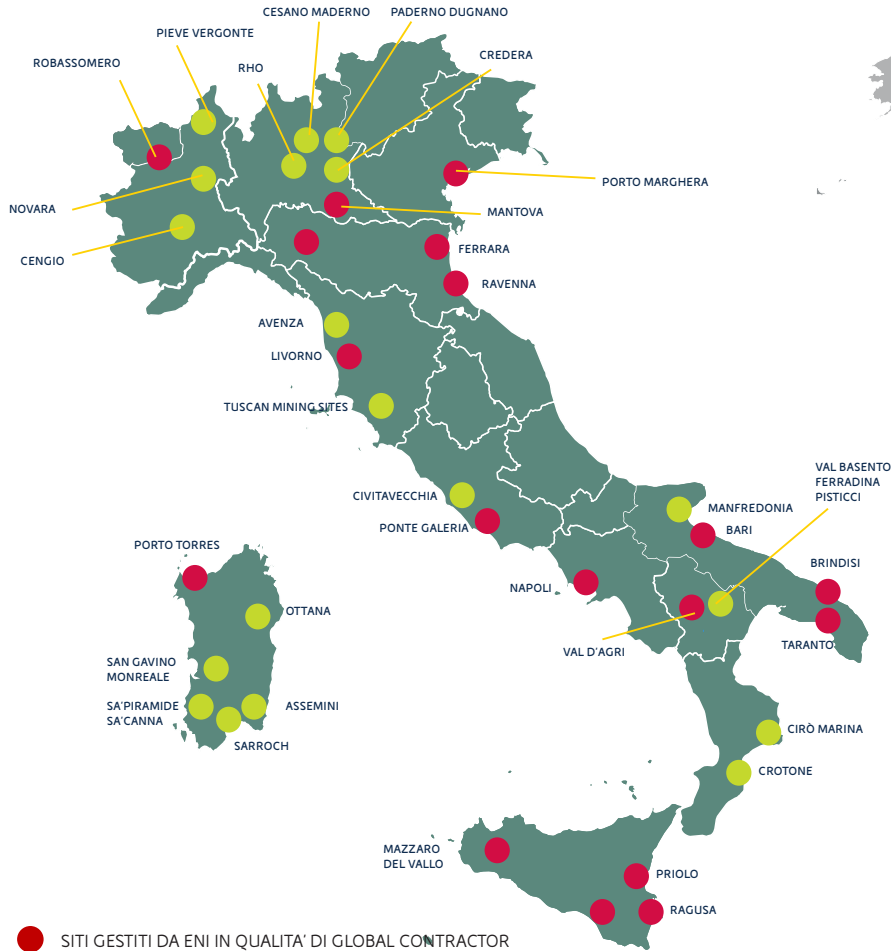 CESANO MADERNO
PADERNO DUGNANO
PIEVE VERGONTE
CREDERA
ROBASSOMERO
RHO
PORTO MARGHERA
NOVARA
MANTOVA
CENGIO
FERRARA
RAVENNA
AVENZA
LIVORNO
TUSCAN MINING SITES
VAL BASENTO
FERRADINA
PISTICCI
CIVITAVECCHIA
MANFREDONIA
PONTE GALERIA
BARI
PORTO TORRES
BRINDISI
NAPOLI
OTTANA
TARANTO
VAL D'AGRI
SAN GAVINO
MONREALE
SA'PIRAMIDE
SA'CANNA
ASSEMINI
CIRÒ MARINA
SARROCH
CROTONE
MAZZARO
DEL VALLO
PRIOLO
RAGUSA
SITI GESTITI DA ENI IN QUALITA' DI GLOBAL CONTRACTOR